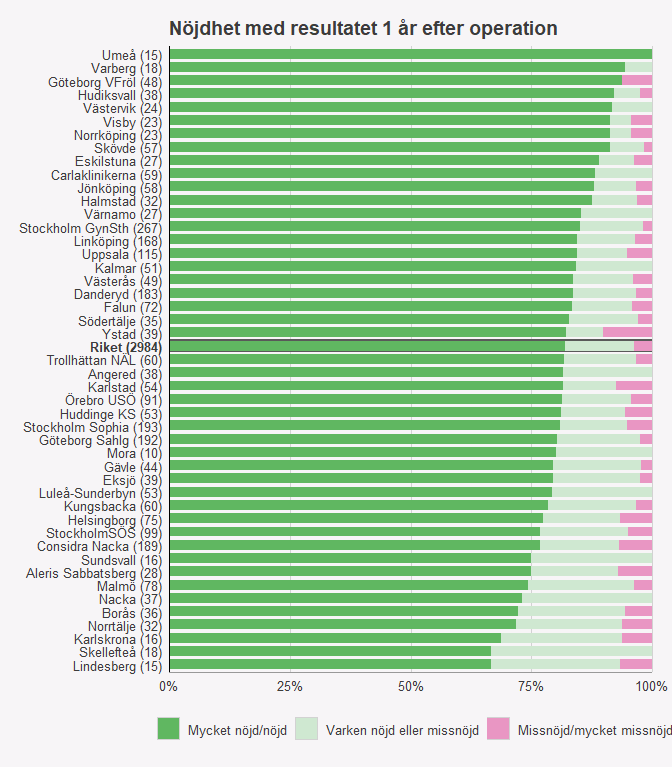 Nöjdhet med resultatet 1 år efter operation
Umeå (15)
Varberg (18)
Göteborg VFröl (48)
Hudiksvall (38)
Västervik (24)
Visby (23)
Norrköping (23)
Skövde (57)
Eskilstuna (27)
Carlaklinikerna (59)
Jönköping (58)
Halmstad (32)
Värnamo (27)
Stockholm GynSth (267)
Linköping (168)
Uppsala (115)
Kalmar (51)
Västerås (49)
Danderyd (183)
Falun (72)
Södertälje (35)
Ystad (39)
Riket (2984)
Trollhättan NÄL (60)
Angered (38)
Karlstad (54)
Örebro USÖ (91)
Huddinge KS (53)
Stockholm Sophia (193)
Göteborg Sahlg (192)
Mora (10)
Gävle (44)
Eksjö (39)
Luleå-Sunderbyn (53)
Kungsbacka (60)
Helsingborg (75)
StockholmSÖS (99)
Considra Nacka (189)
Sundsvall (16)
Aleris Sabbatsberg (28)
Malmö (78)
Nacka (37)
Borås (36)
Norrtälje (32)
Karlskrona (16)
Skellefteå (18)
Lindesberg (15)
0% 25% 50% 75% 100%
Mycket nöjd/nöjd Varken nöjd eller missnöjd Missnöjd/mycket missnöjd